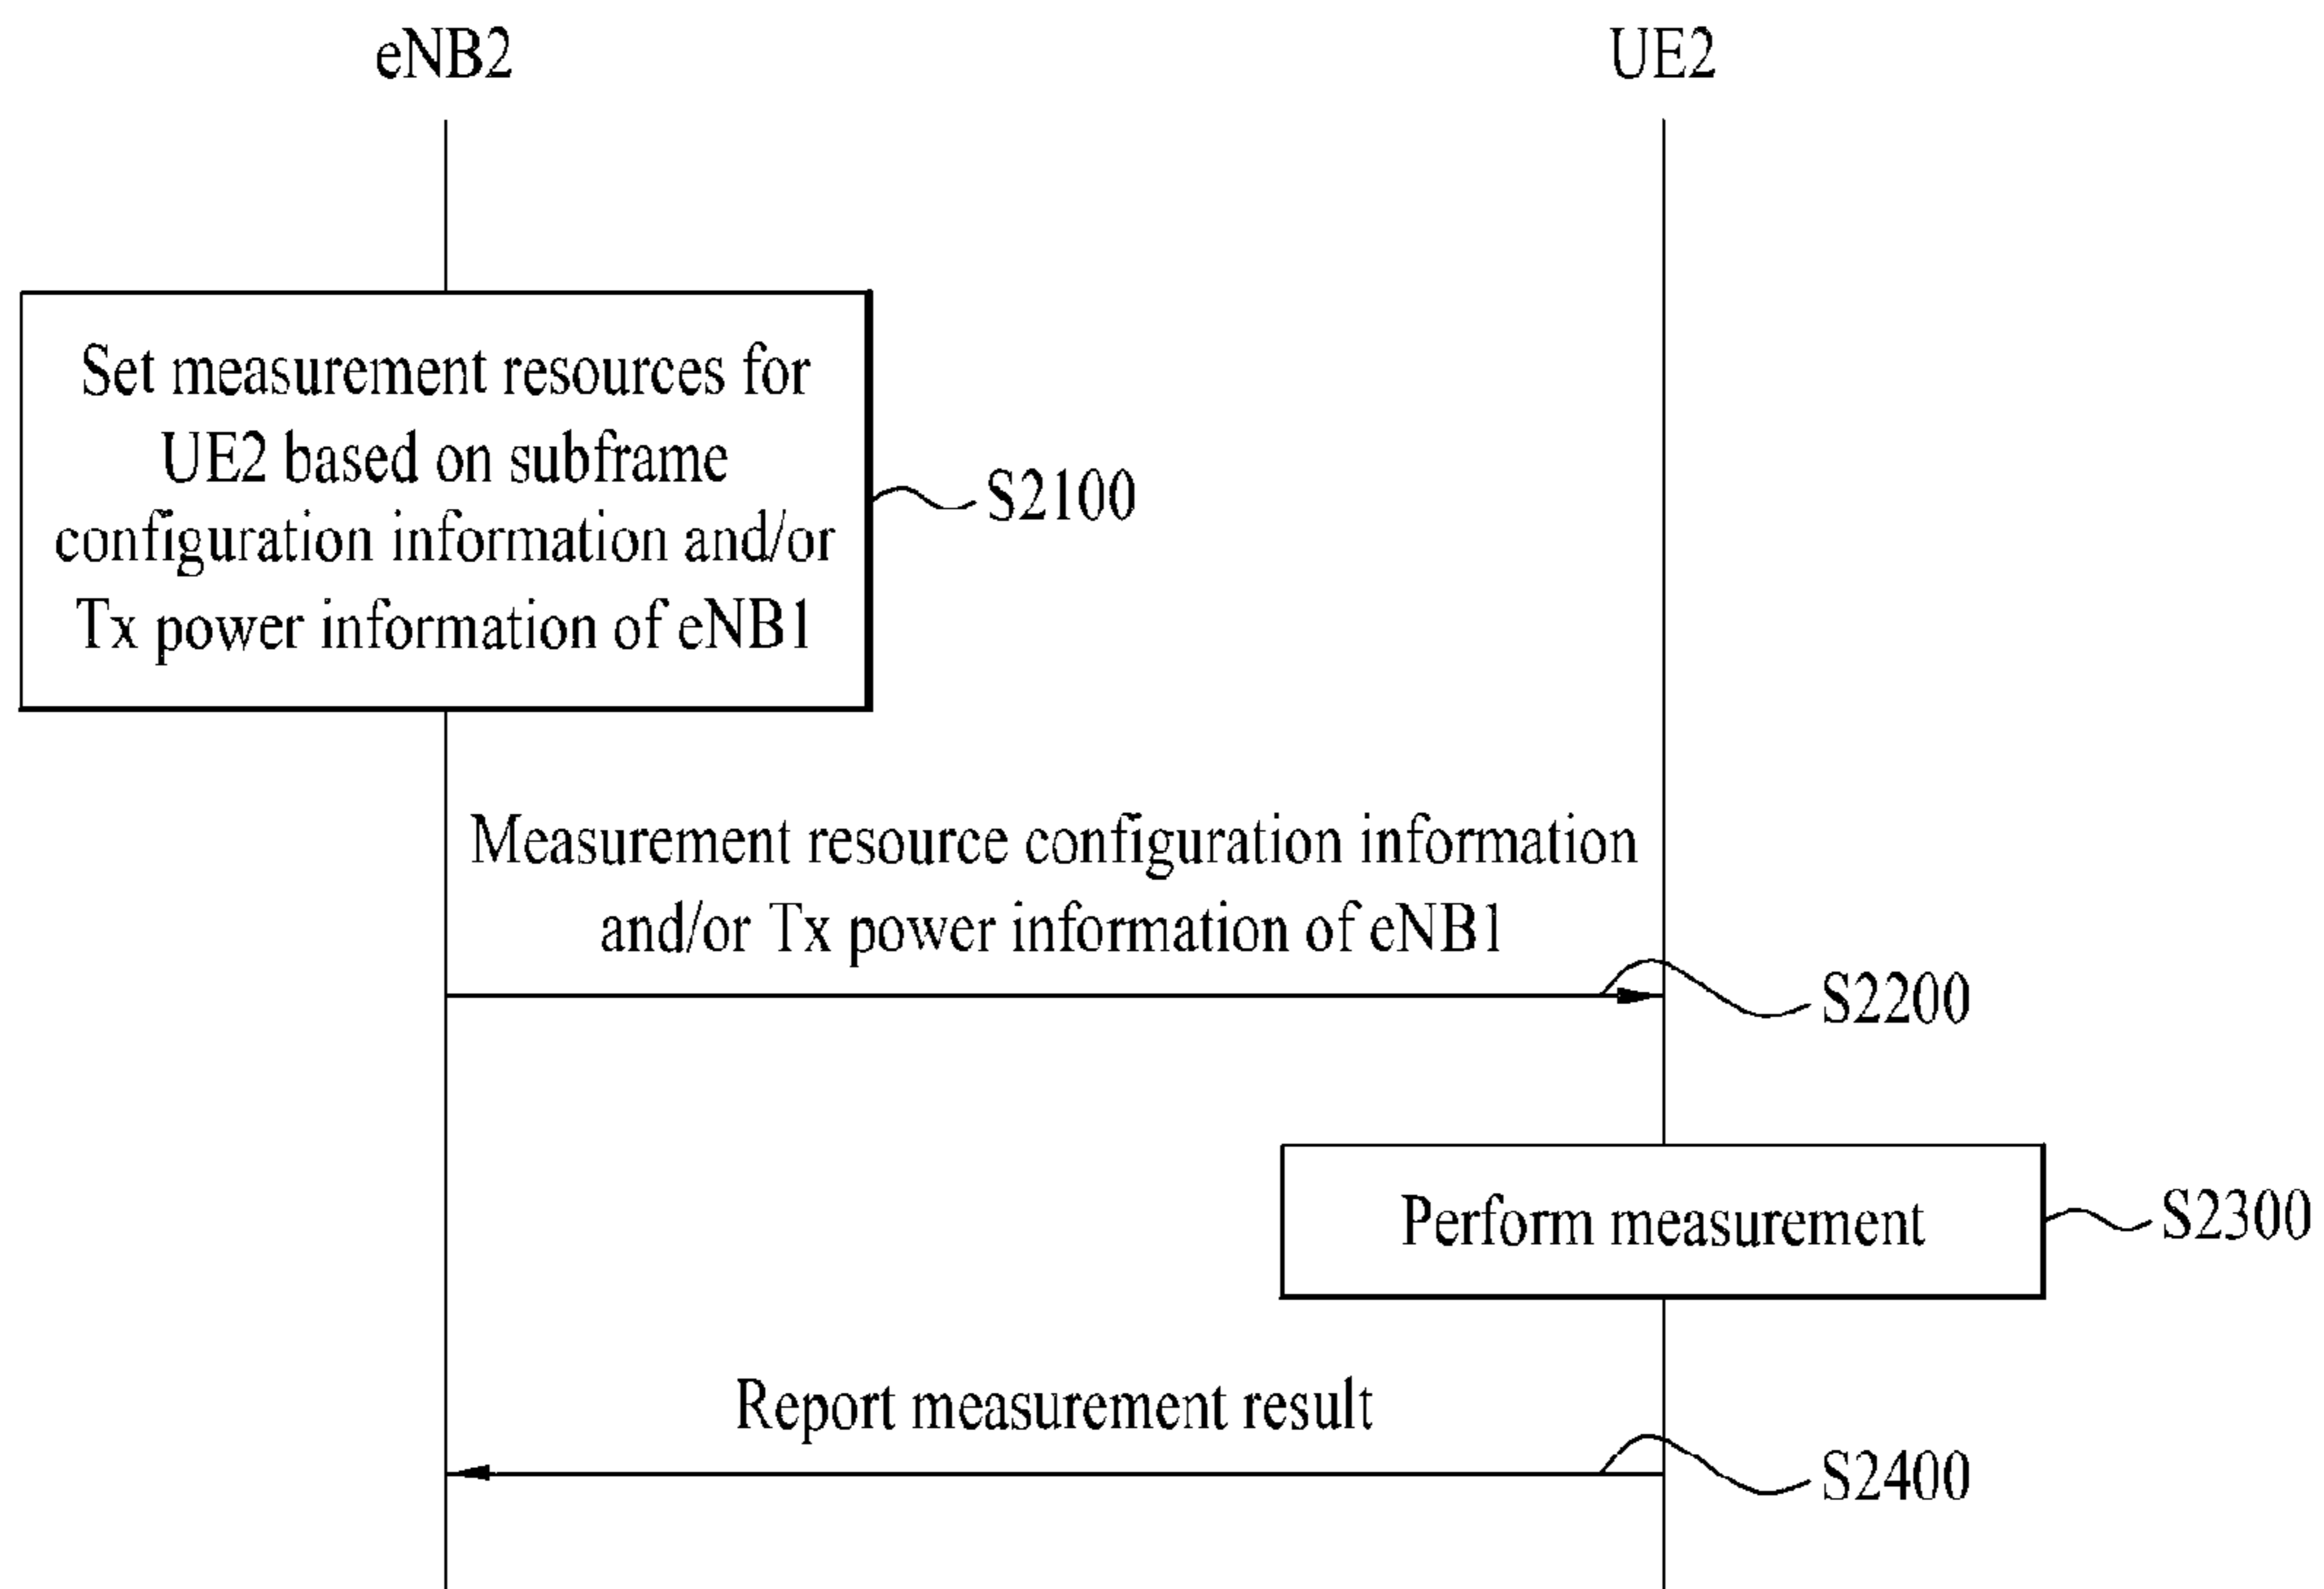 eNB2
UE2
Set measurement resources for
UE2 based on subframe
configuration information and/or
Tx power information of eNB1
S2100
Measurement resource configuration information
and/or Tx power information of eNB1
S2200
Perform measurement
S2300
Report measurement result
S2400